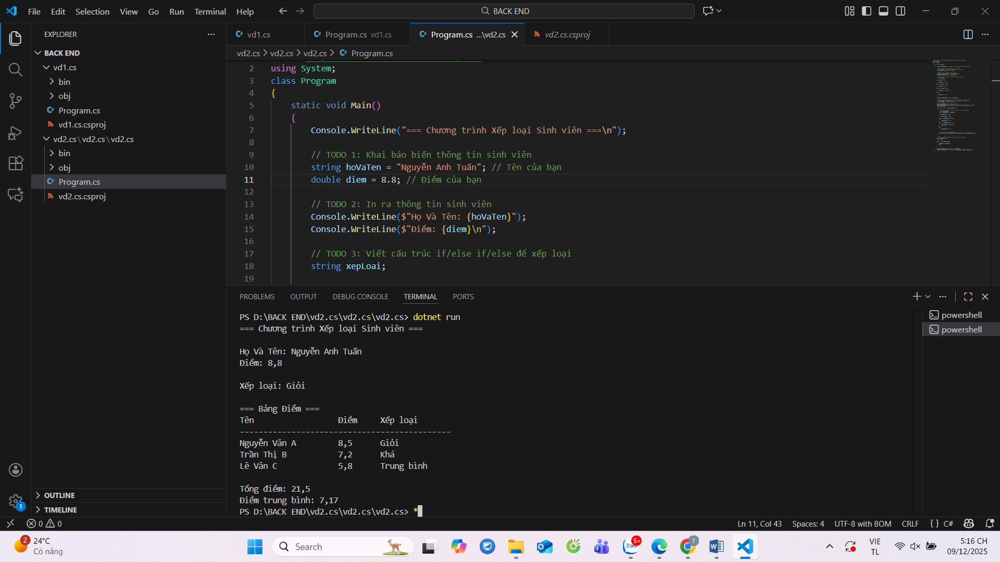 File Edit Selection View Go Run Terminal Help
BACK END
EXPLORER
vd1.cs
Program.cs vd1.cs
Program.cs ...\vd2.cs
vd2.cs.csproj
BACK END
vd1.cs
bin
obj
Program.cs
vd1.cs.csproj
vd2.cs\vd2.cs\vd2.cs
bin
obj
Program.cs
vd2.cs.csproj
OUTLINE
TIMELINE
vd2.cs > vd2.cs > vd2.cs > Program.cs
2 using System;
3 class Program
4 {
5 static void Main()
6 {
7 Console.WriteLine("=== Chương trình Xếp loại Sinh viên ===\n");
8
9 // TODO 1: Khai báo biến thông tin sinh viên
10 string hoVaTen = "Nguyễn Anh Tuấn"; // Tên của bạn
11 double diem = 8.8; // Điểm của bạn
12
13 // TODO 2: In ra thông tin sinh viên
14 Console.WriteLine($"Họ Và Tên: {hoVaTen}");
15 Console.WriteLine($"Điểm: {diem}\n");
16
17 // TODO 3: Viết cấu trúc if/else if/else để xếp loại
18 string xepLoai;
19
PROBLEMS OUTPUT DEBUG CONSOLE TERMINAL PORTS
powershell
powershell
PS D:\BACK END\vd2.cs\vd2.cs\vd2.cs> dotnet run
=== Chương trình Xếp loại Sinh viên ===
Họ Và Tên: Nguyễn Anh Tuấn
Điểm: 8,8
Xếp loại: Giỏi
=== Bảng Điểm ===
Tên Điểm Xếp loại
---------------------------------------------
Nguyễn Văn A 8,5 Giỏi
Trần Thị B 7,2 Khá
Lê Văn C 5,8 Trung bình
Tổng điểm: 21,5
Điểm trung bình: 7,17
PS D:\BACK END\vd2.cs\vd2.cs\vd2.cs> *
1
0 0
Ln 11, Col 43 Spaces: 4 UTF-8 with BOM CRLF {} C#
2
24°C
Có nắng
Search
Zalo
5+
T
VIE
TL
5:16 CH
09/12/2025